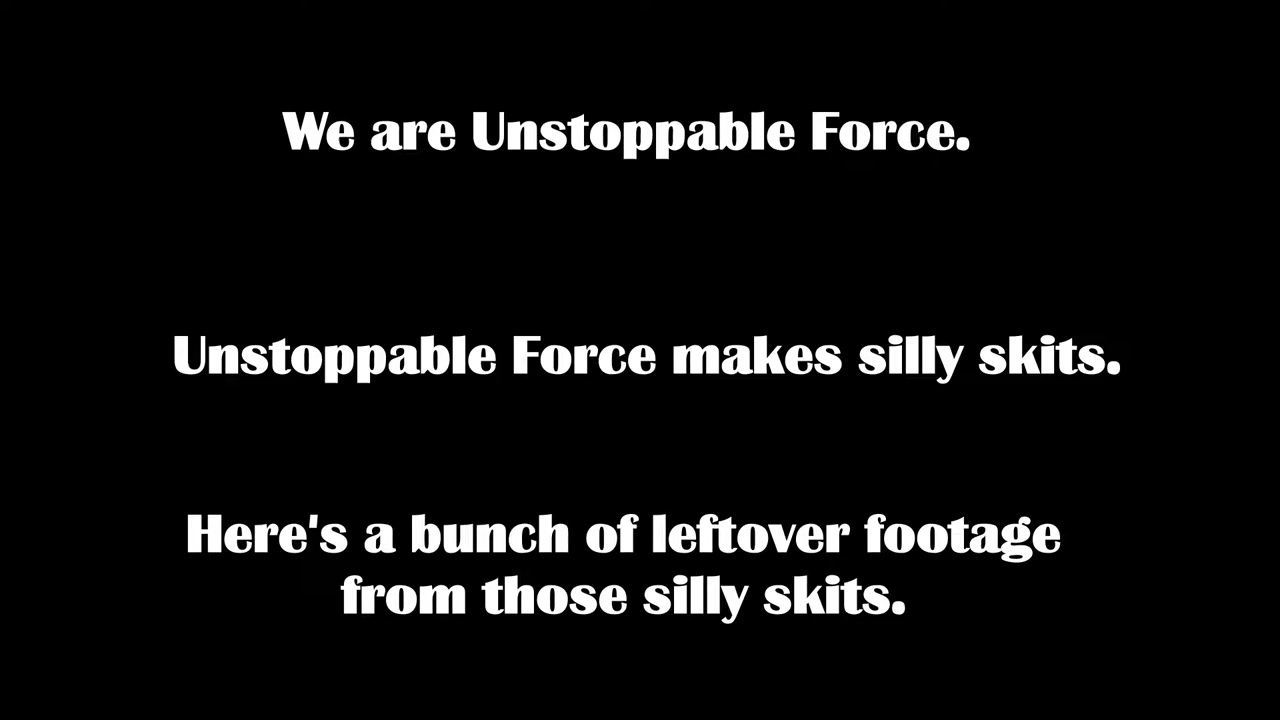 We are Unstoppable Force.
Unstoppable Force makes silly skits.
Here's a bunch of leftover footage
from those silly skits.